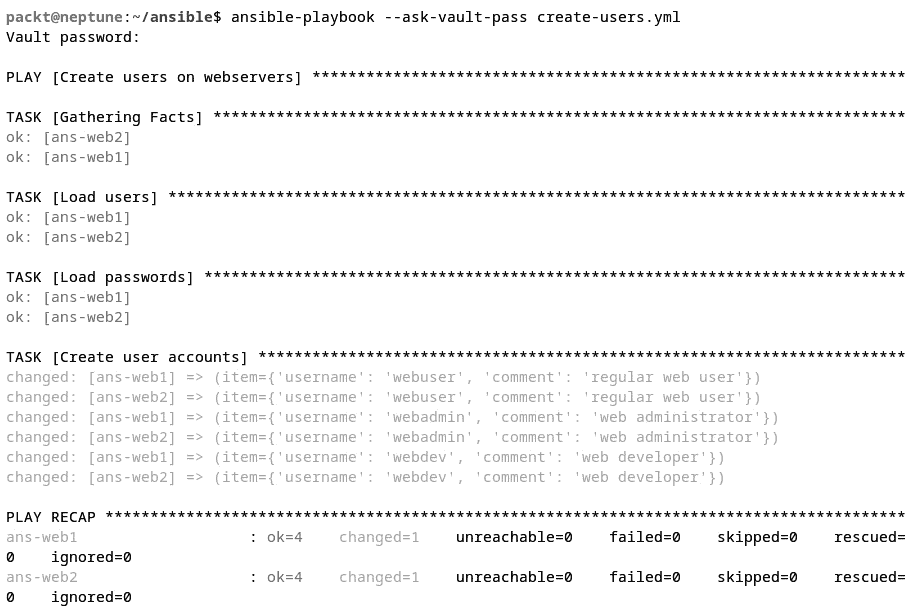 packt@neptune:~/ansible$ ansible-playbook --ask-vault-pass create-users.yml
Vault password:
PLAY [Create users on webservers] ******************************************************************
TASK [Gathering Facts] *****************************************************************************
ok: [ans-web2]
ok: [ans-web1]
TASK [Load users] **********************************************************************************
ok: [ans-web1]
ok: [ans-web2]
TASK [Load passwords] ******************************************************************************
ok: [ans-web1]
ok: [ans-web2]
TASK [Create user accounts] ************************************************************************
changed: [ans-web1] => (item={'username': 'webuser', 'comment': 'regular web user'})
changed: [ans-web2] => (item={'username': 'webuser', 'comment': 'regular web user'})
changed: [ans-web1] => (item={'username': 'webadmin', 'comment': 'web administrator'})
changed: [ans-web2] => (item={'username': 'webadmin', 'comment': 'web administrator'})
changed: [ans-web1] => (item={'username': 'webdev', 'comment': 'web developer'})
changed: [ans-web2] => (item={'username': 'webdev', 'comment': 'web developer'})
PLAY RECAP *****************************************************************************************
ans-web1                   : ok=4    changed=1    unreachable=0    failed=0    skipped=0    rescued=
0    ignored=0
ans-web2                   : ok=4    changed=1    unreachable=0    failed=0    skipped=0    rescued=
0    ignored=0